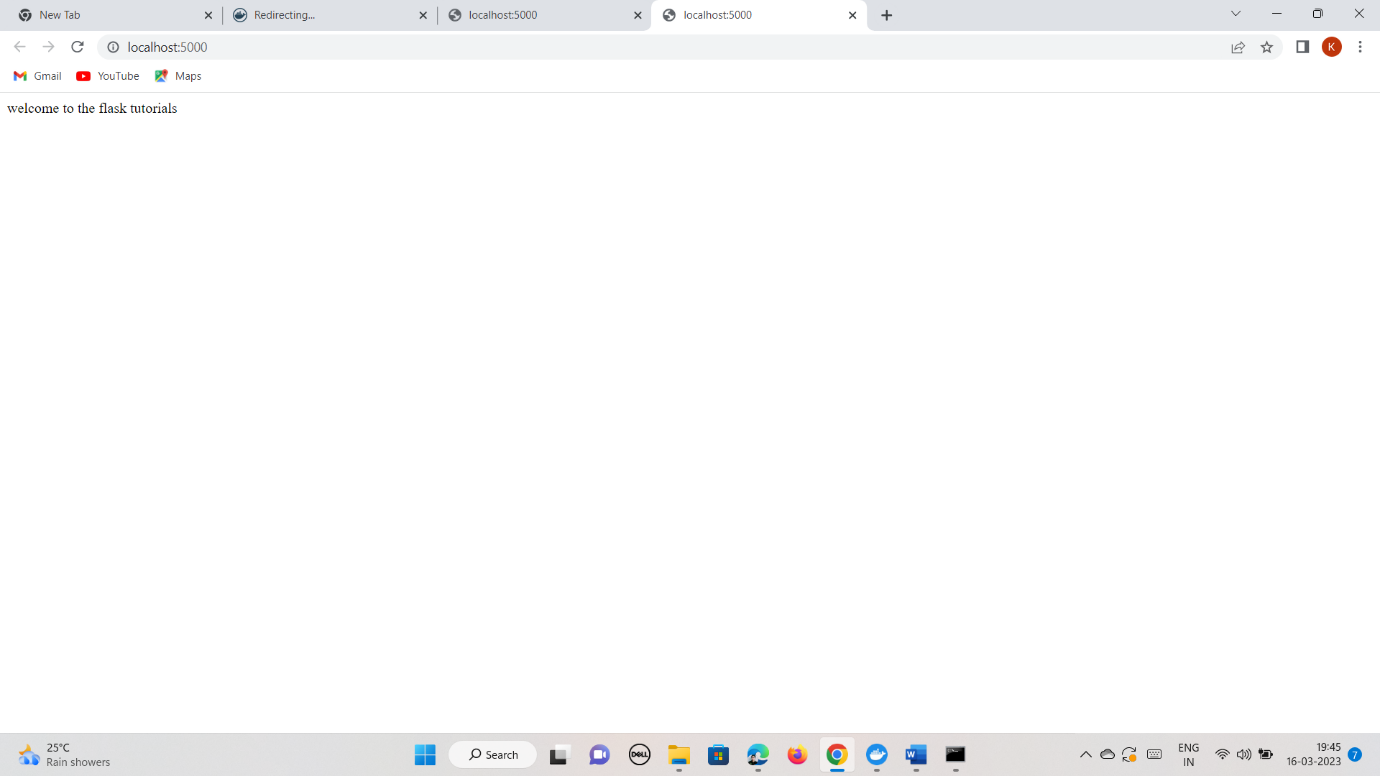 New Tab
Redirecting...
localhost:5000
localhost:5000
localhost:5000
K
Gmail
YouTube
Maps
welcome to the flask tutorials
25°C
Rain showers
Search
DELL
W
ENG
IN
19:45
16-03-2023
7